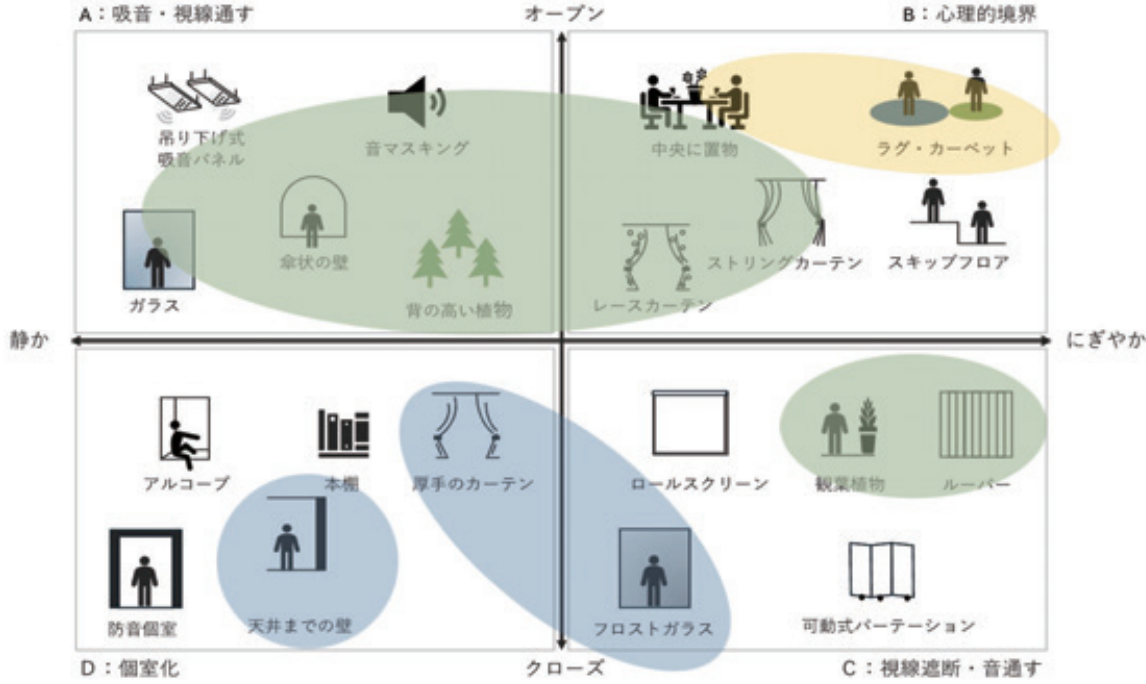 A：吸音・視線通す
オープン
B：心理的境界
吊り下げ式
吸音パネル
音マスキング
中央に置物
ラグ・カーペット
ガラス
傘状の壁
背の高い植物
レースカーテン
ストリングカーテン
スキップフロア
静か
にぎやか
アルコーブ
本棚
厚手のカーテン
ロールスクリーン
観葉植物
ルーバー
防音個室
天井までの壁
フロストガラス
可動式パーテーション
D：個室化
クローズ
C：視線遮断・音通す